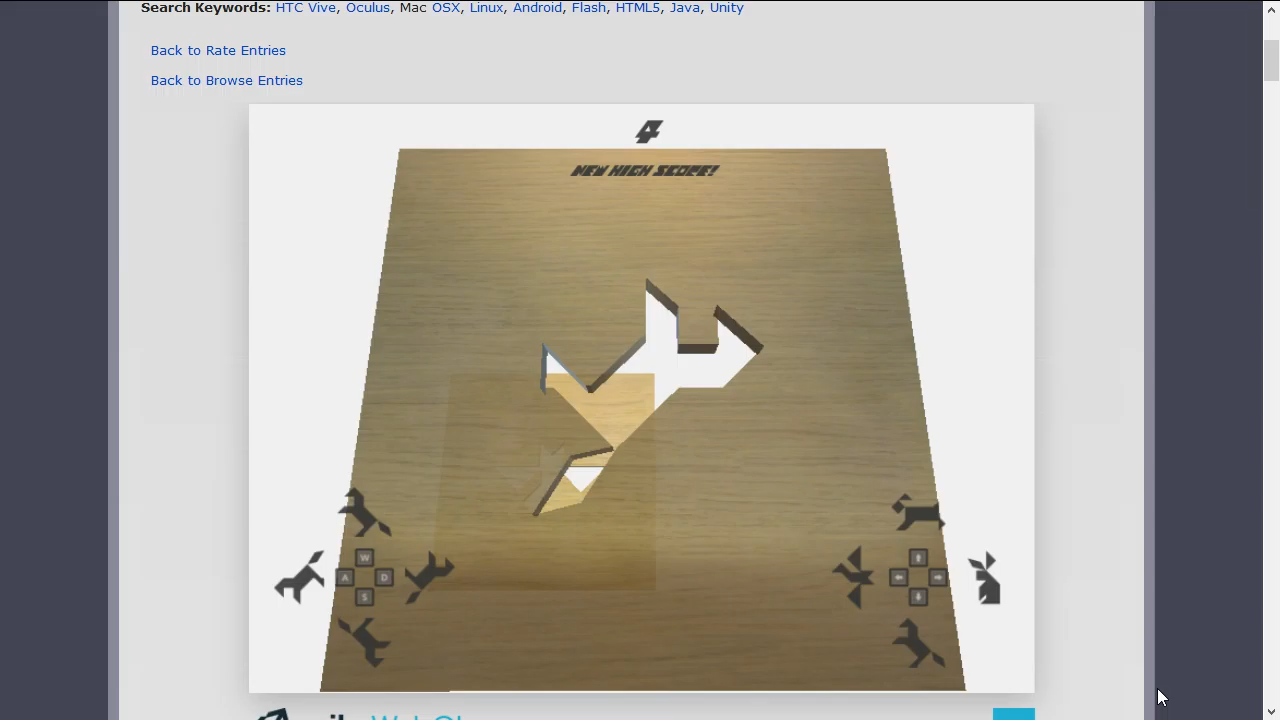 Search Keywords: HTC Vive, Oculus, Mac OSX, Linux, Android, Flash, HTML5, Java, Unity
Back to Rate Entries
Back to Browse Entries
4
NEW HIGH SCORE!
W
A D
S